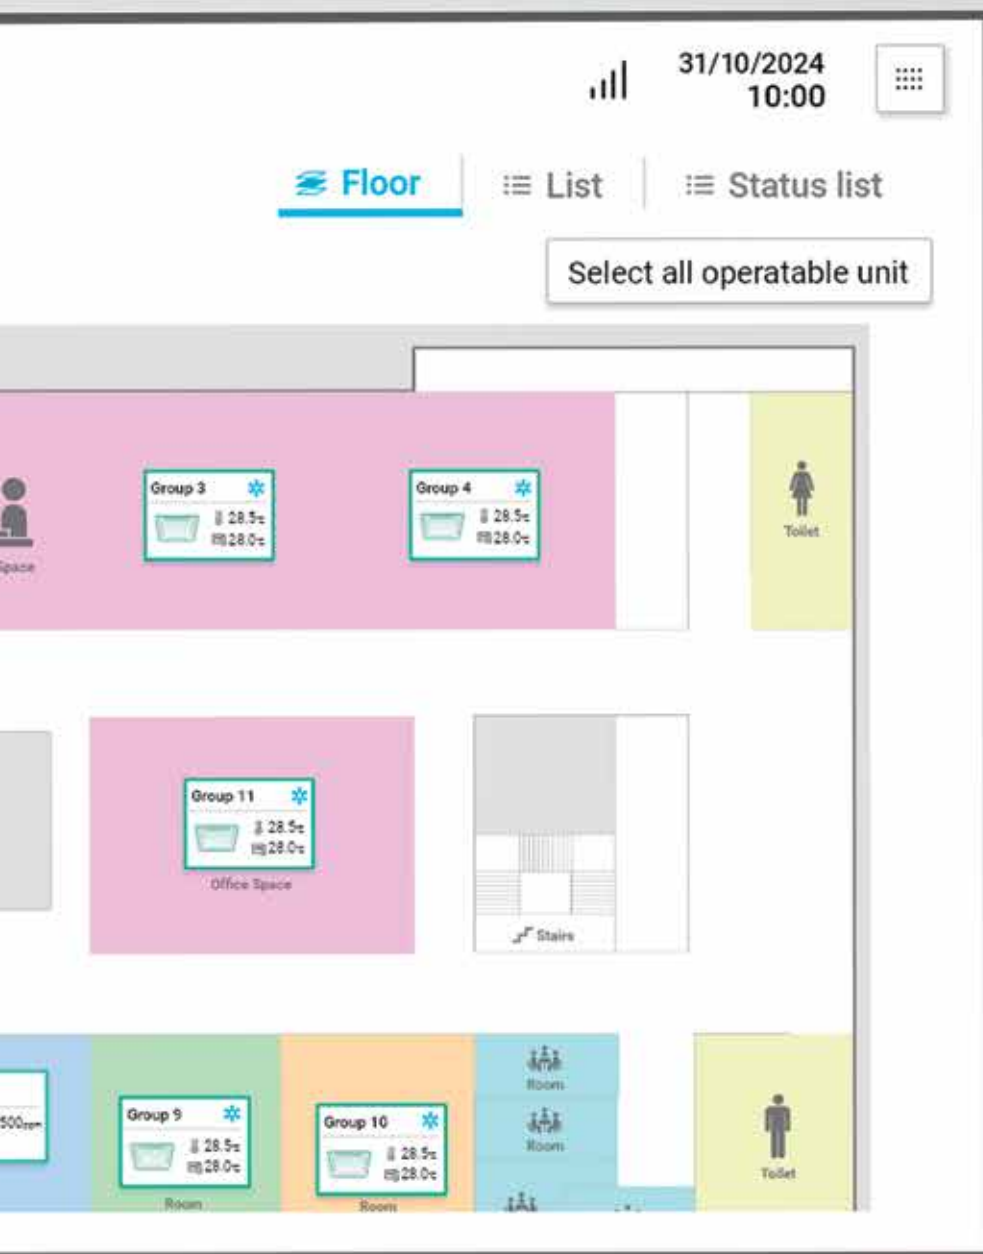 31/10/2024
10:00
Floor
List
Status list
Select all operatable unit
Group 3
28.5℃
28.0℃
Group 4
28.5℃
28.0℃
Space
Toilet
Group 11
28.5℃
28.0℃
Office Space
Stairs
Room
Room
500ppm
Group 9
28.5℃
28.0℃
Room
Group 10
28.5℃
28.0℃
Room
Toilet